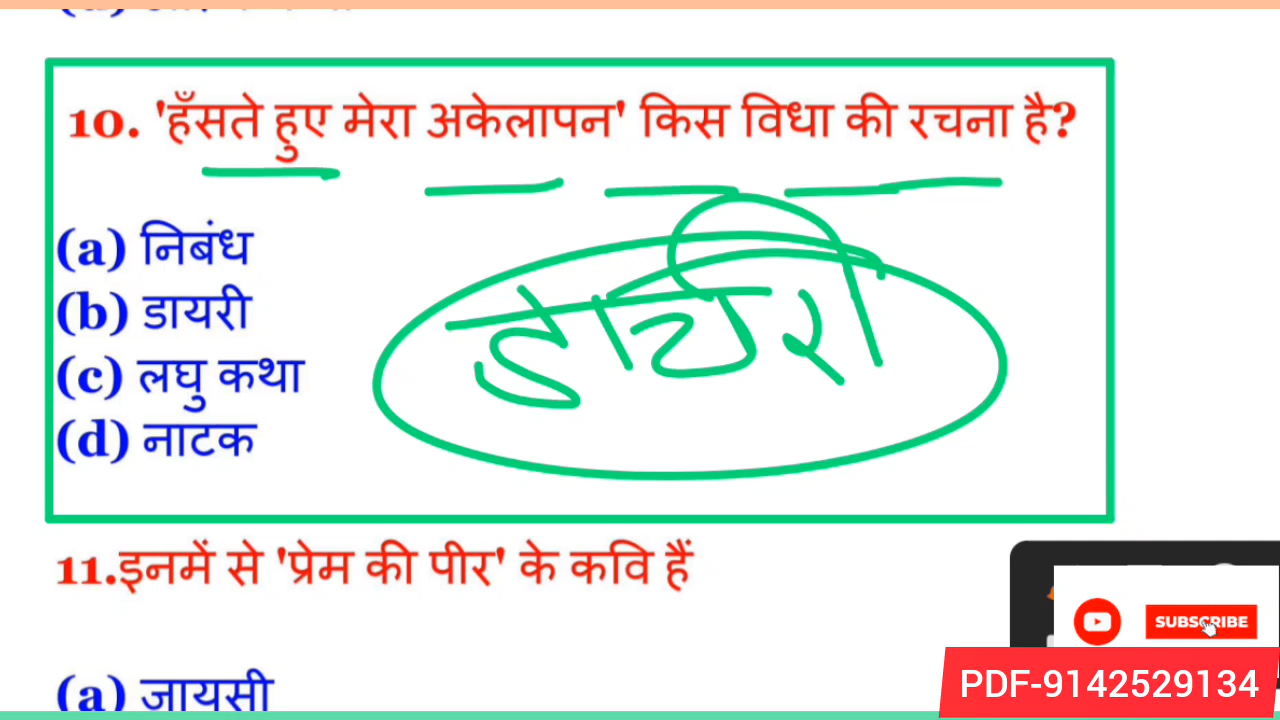 10. 'हँसते हुए मेरा अकेलापन' किस विधा की रचना है?
(a) निबंध
(b) डायरी
(c) लघु कथा
(d) नाटक
डायरी
11.इनमें से 'प्रेम की पीर' के कवि हैं
(a) जायसी
SUBSCRIBE
PDF-9142529134